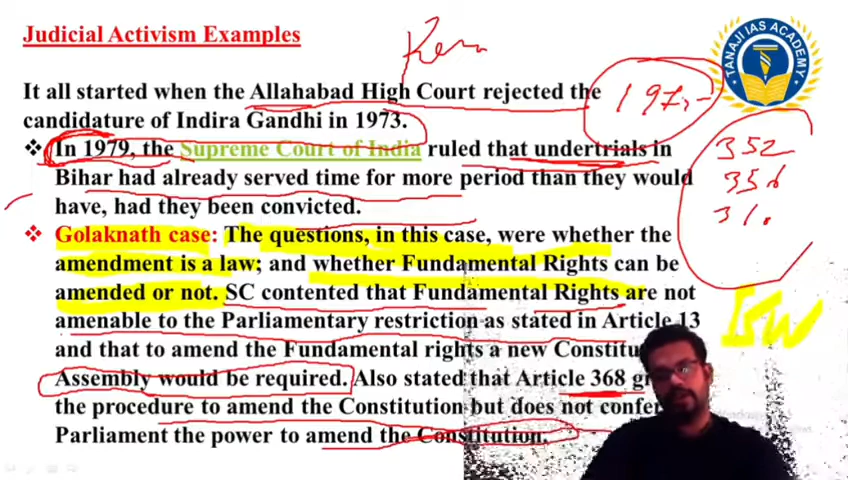 Judicial Activism Examples
TANAJI IAS ACADEMY
It all started when the Allahabad High Court rejected the
candidature of Indira Gandhi in 1973.
❖ In 1979, the Supreme Court of India ruled that undertrials in
Bihar had already served time for more period than they would
have, had they been convicted.
352
356
❖ Golaknath case: The questions, in this case, were whether the
amendment is a law; and whether Fundamental Rights can be
amended or not. SC contented that Fundamental Rights are not
amenable to the Parliamentary restriction as stated in Article 13
and that to amend the Fundamental rights a new
Assembly would be required. Also stated that Article 368
the procedure to amend the Constitution but does not confer
Parliament the power to amend the Constitution.